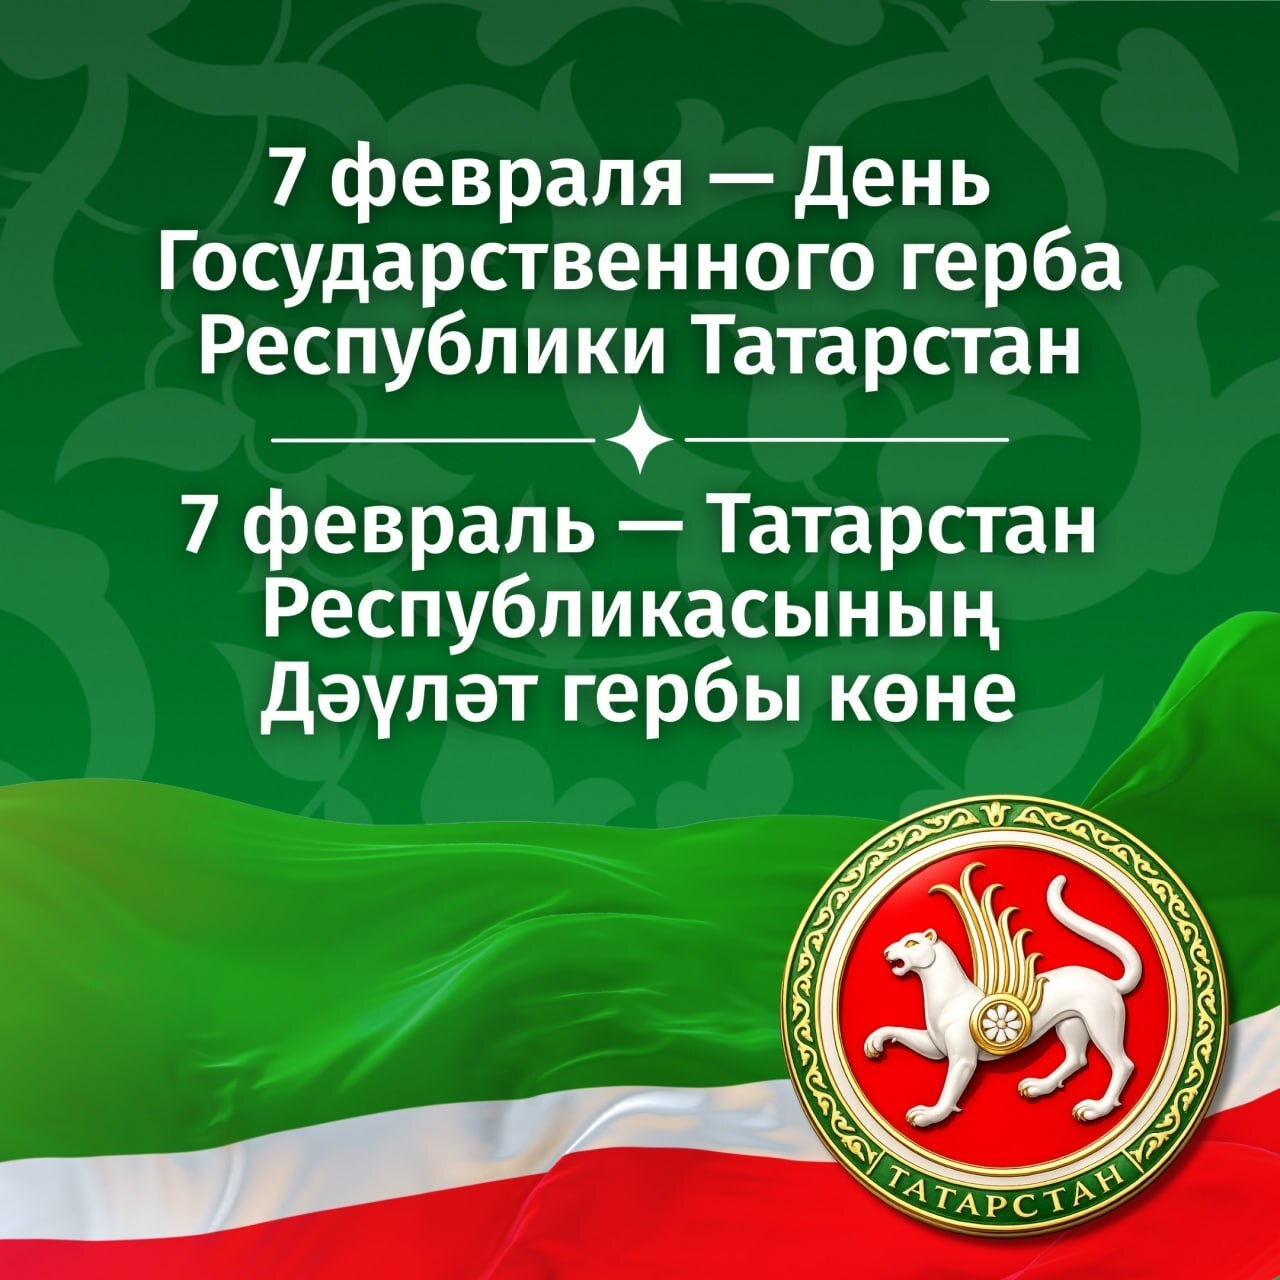 7 февраля — День
Государственного герба
Республики Татарстан
7 февраль — Татарстан
Республикасының
Дәүләт гербы көне
ТАТАРСТАН